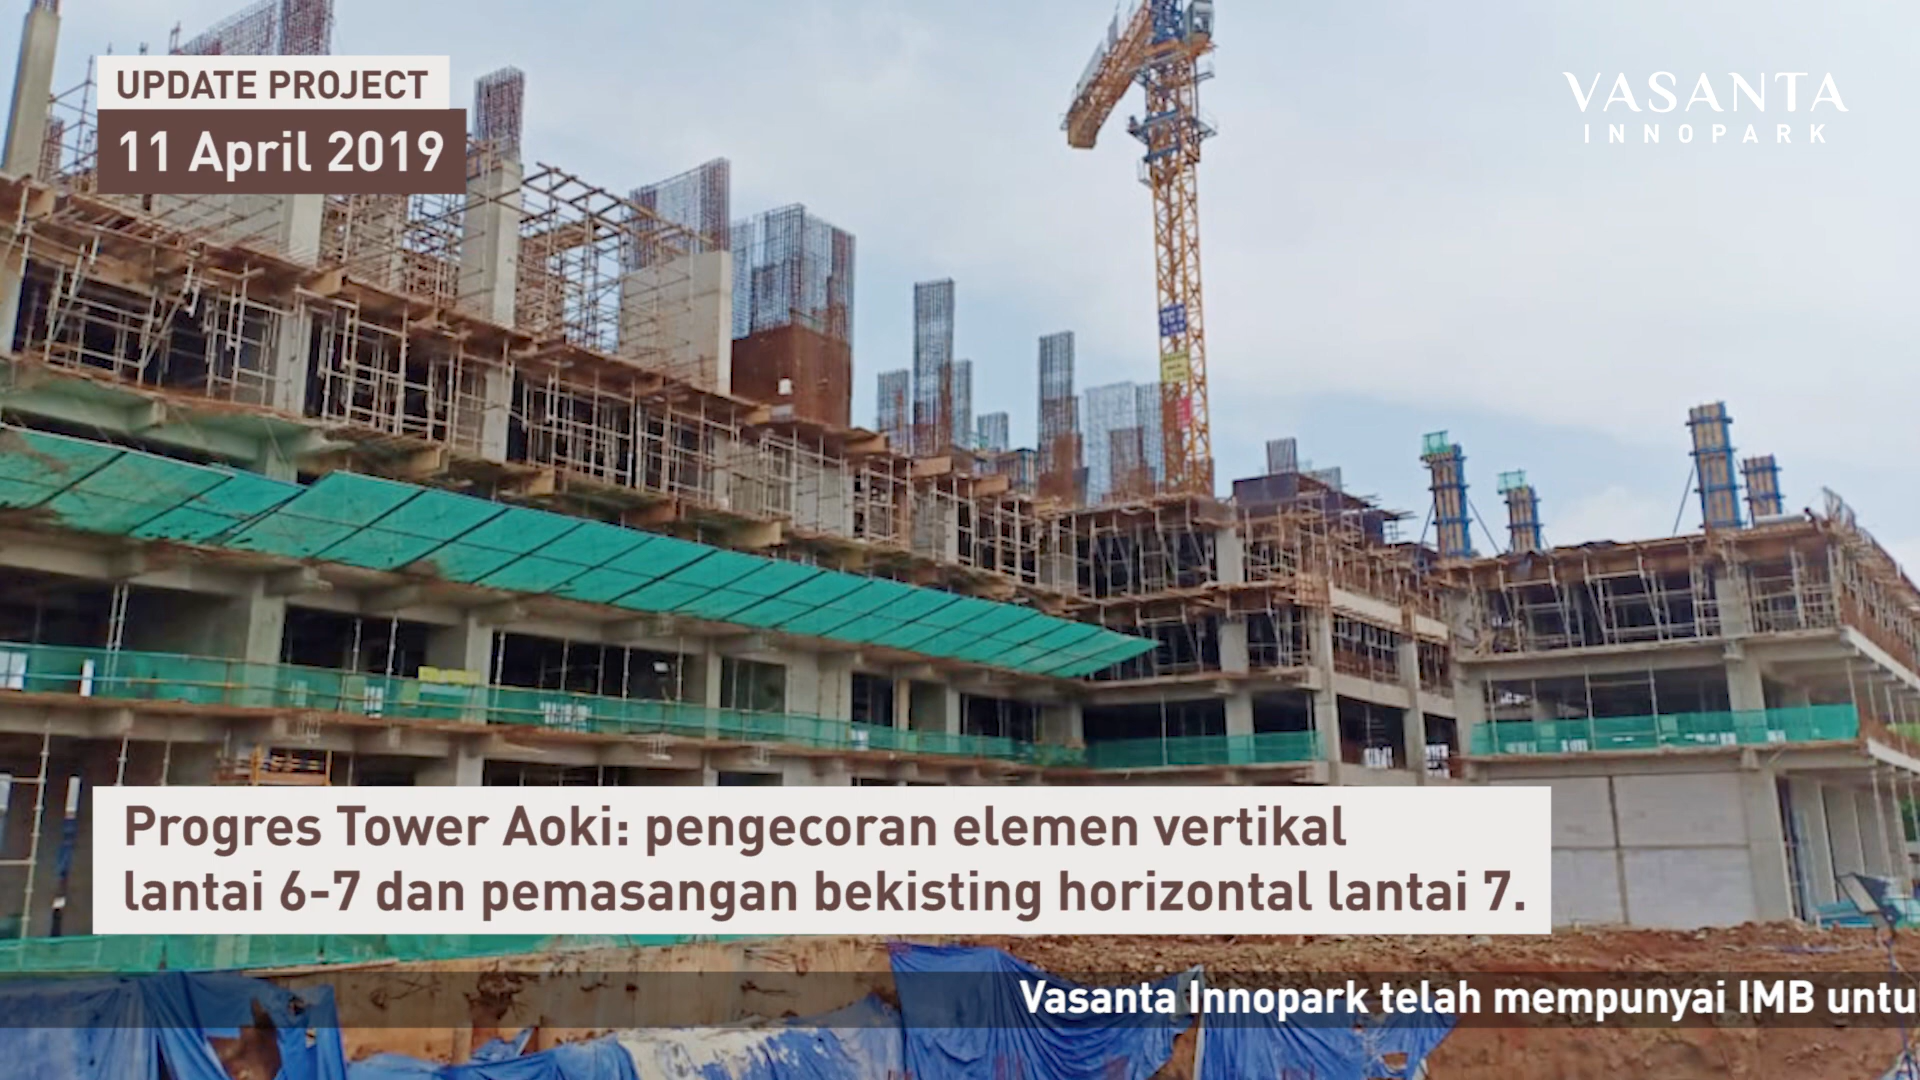 UPDATE PROJECT
11 April 2019
VASANTA
INNOPARK
Progres Tower Aoki: pengecoran elemen vertikal
lantai 6-7 dan pemasangan bekisting horizontal lantai 7.
Vasanta Innopark telah mempunyai IMB untu